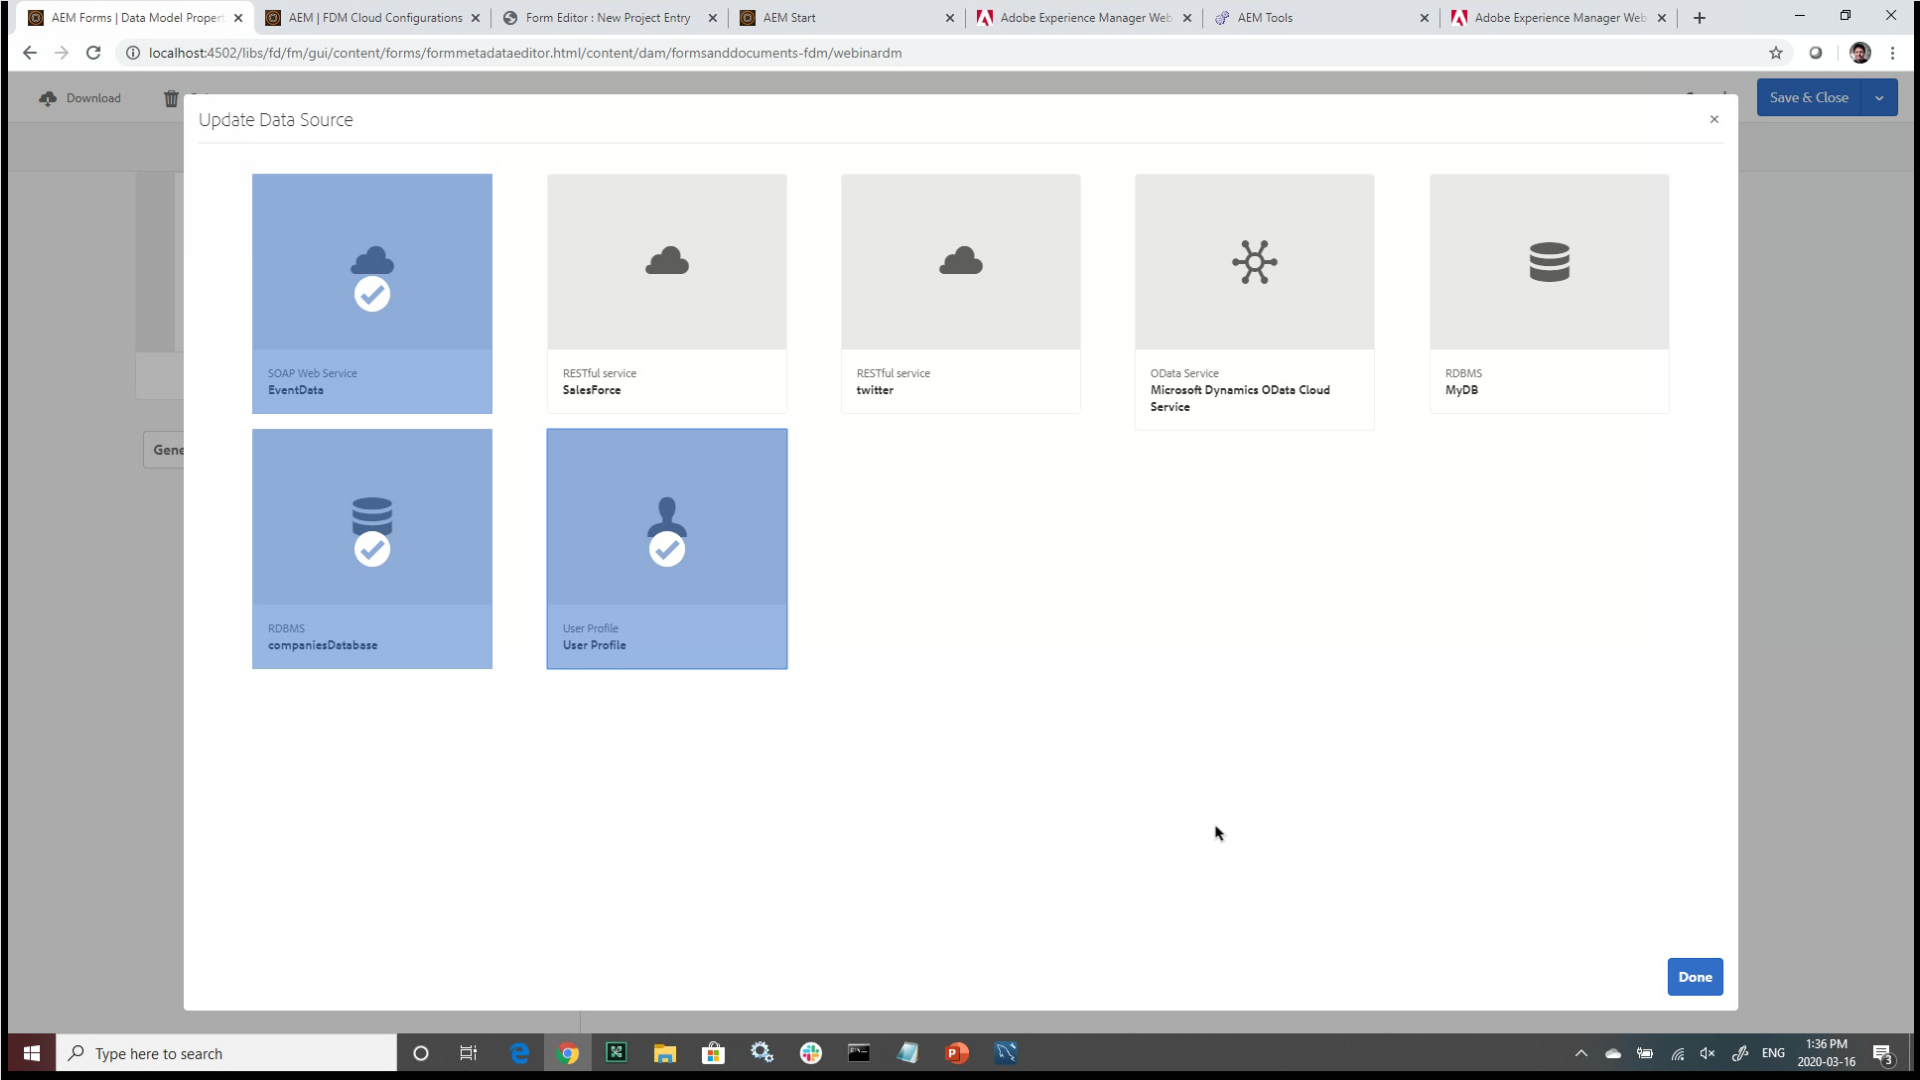 AEM Forms | Data Model Propert
AEM | FDM Cloud Configurations
Form Editor : New Project Entry
AEM Start
Adobe Experience Manager Web
AEM Tools
Adobe Experience Manager Web
localhost:4502/libs/fd/fm/gui/content/forms/formmetadataeditor.html/content/dam/formsanddocuments-fdm/webinardm
Download
Save & Close
Update Data Source
SOAP Web Service
EventData
RESTful service
SalesForce
RESTful service
twitter
OData Service
Microsoft Dynamics OData Cloud
Service
RDBMS
MyDB
Gene
RDBMS
companiesDatabase
User Profile
User Profile
Done
Type here to search
ENG
1:36 PM
2020-03-16
3